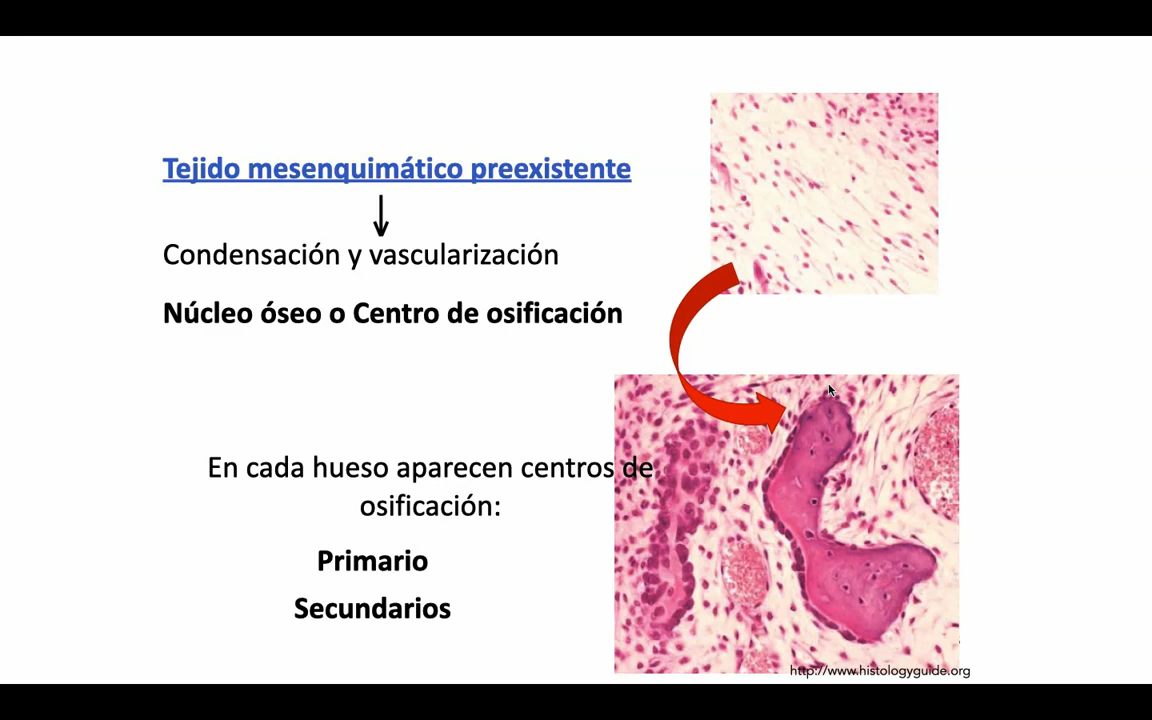 Tejido mesenquimático preexistente
Condensación y vascularización
Núcleo óseo o Centro de osificación
En cada hueso aparecen centros de
osificación:
Primario
Secundarios
http://www.histologyguide.org